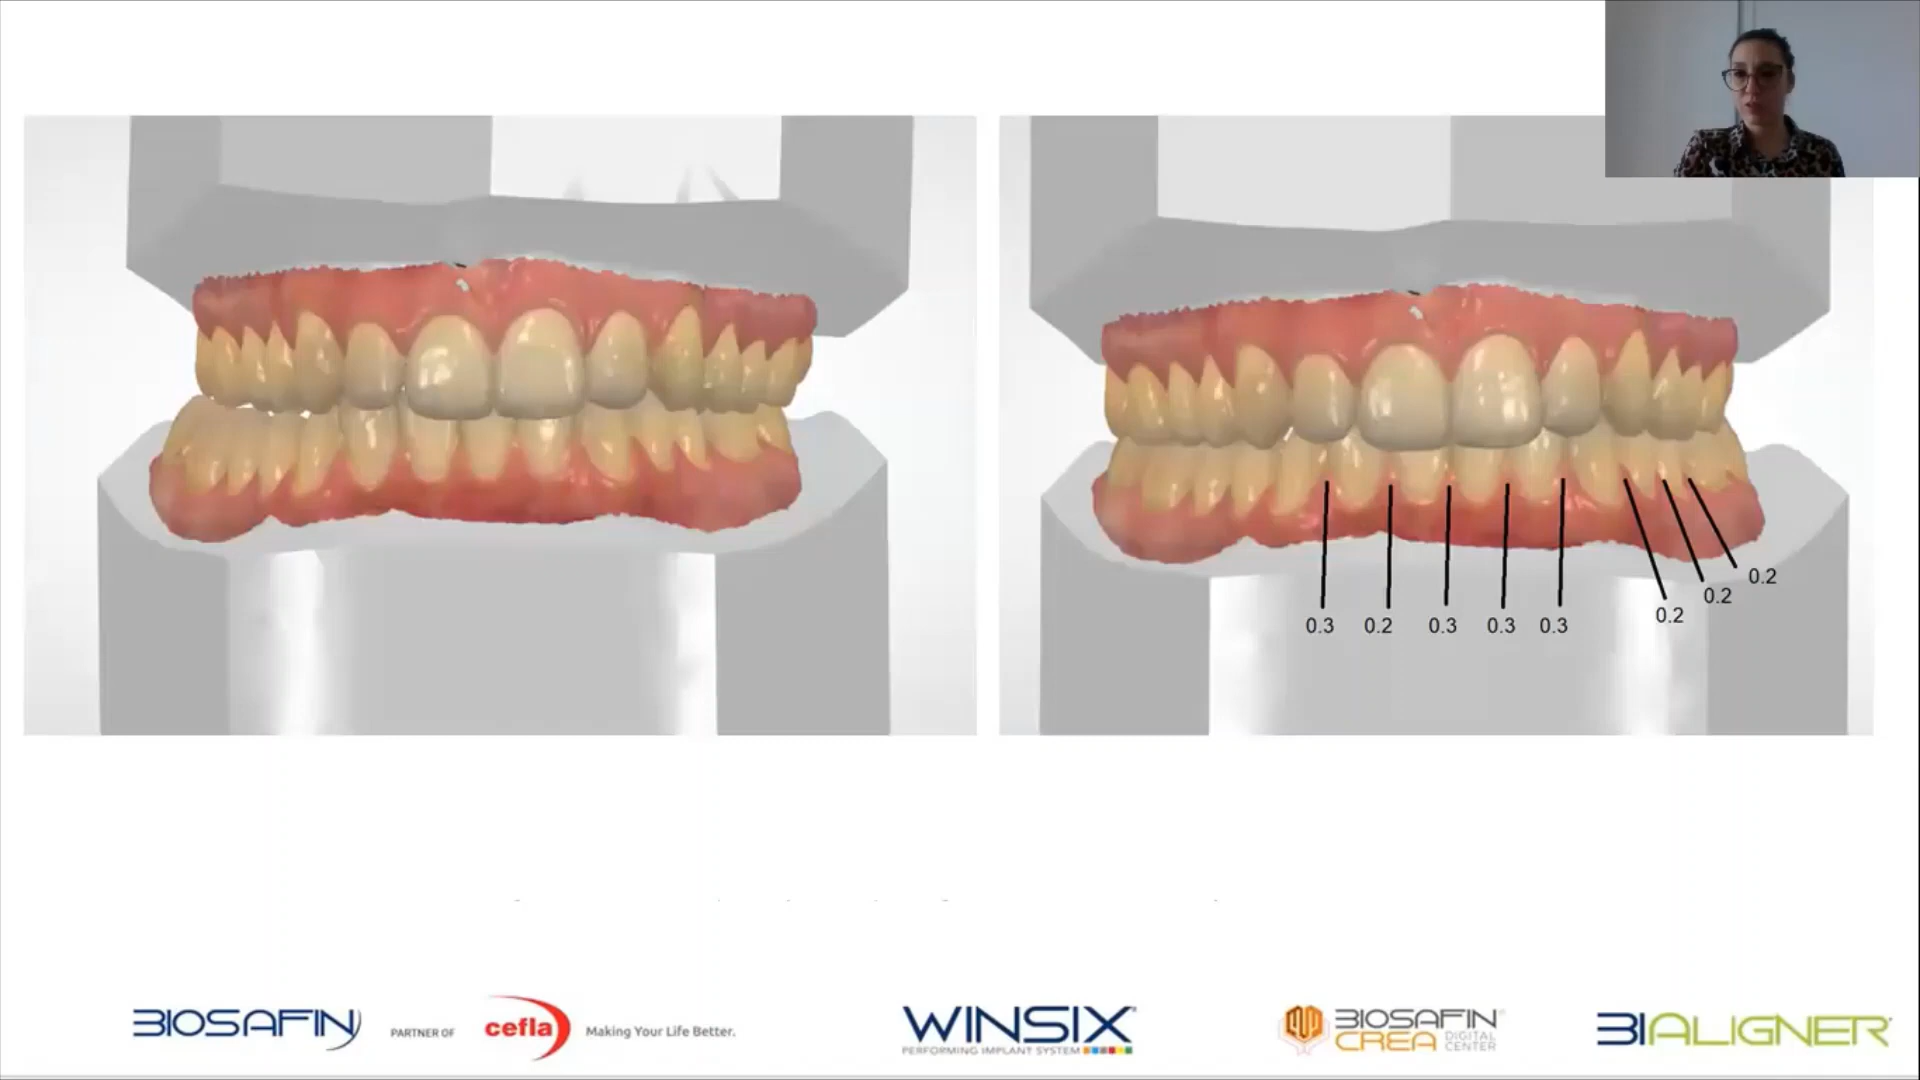 0.3 0.2 0.3 0.3 0.3 0.2 0.2 0.2
BIOSAFIN PARTNER OF cefla Making Your Life Better.
WINSIX
PERFORMING IMPLANT SYSTEM
BIOSAFIN
CREA DIGITAL CENTER
BIALIGNER